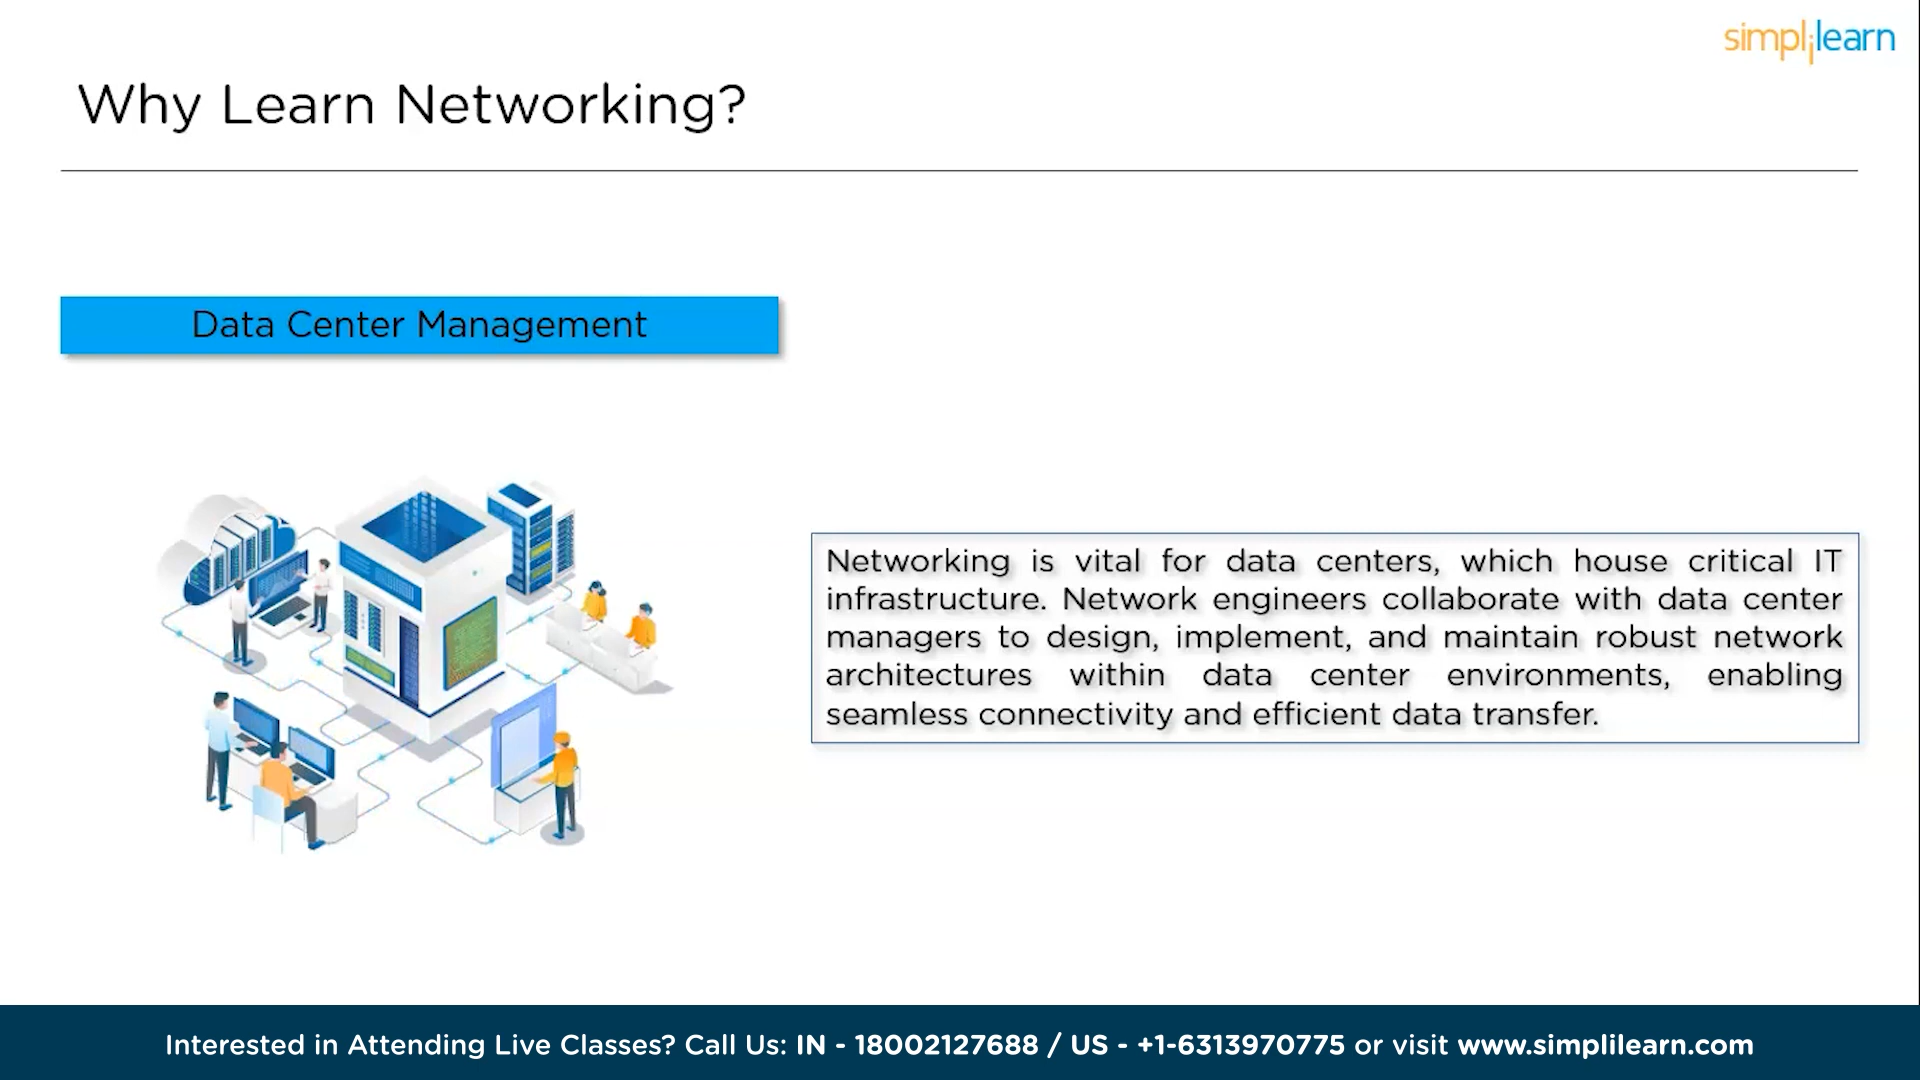 simplilearn
Why Learn Networking?
Data Center Management
Networking is vital for data centers, which house critical IT
infrastructure. Network engineers collaborate with data center
managers to design, implement, and maintain robust network
architectures within data center environments, enabling
seamless connectivity and efficient data transfer.
Interested in Attending Live Classes? Call Us: IN - 18002127688 / US - +1-6313970775 or visit www.simplilearn.com